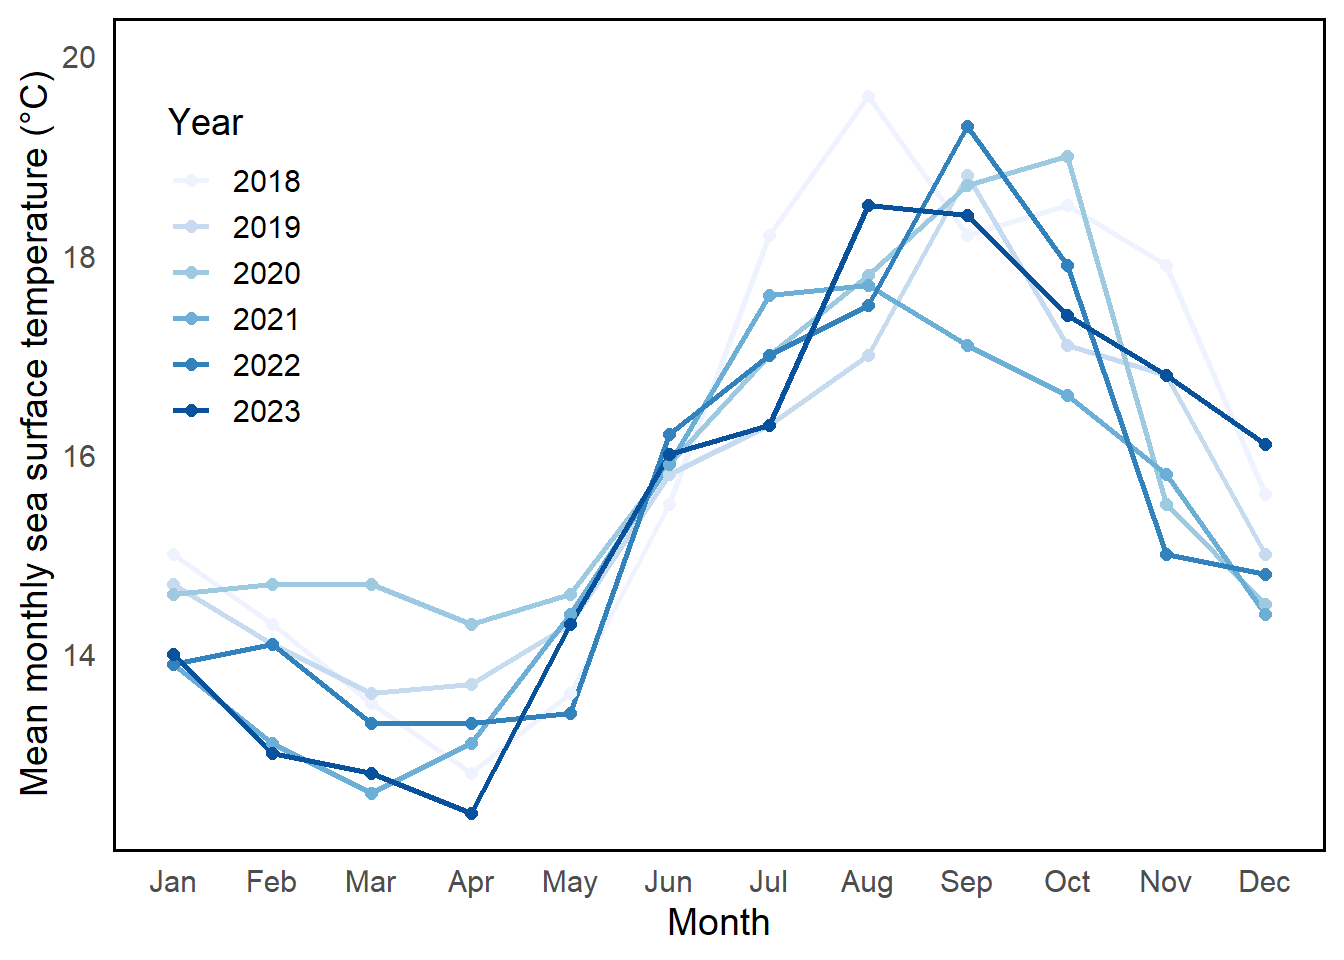 Mean monthly sea surface temperature (°C)
20
18
16
14
Year
2018
2019
2020
2021
2022
2023
Jan Feb Mar Apr May Jun Jul Aug Sep Oct Nov Dec
Month